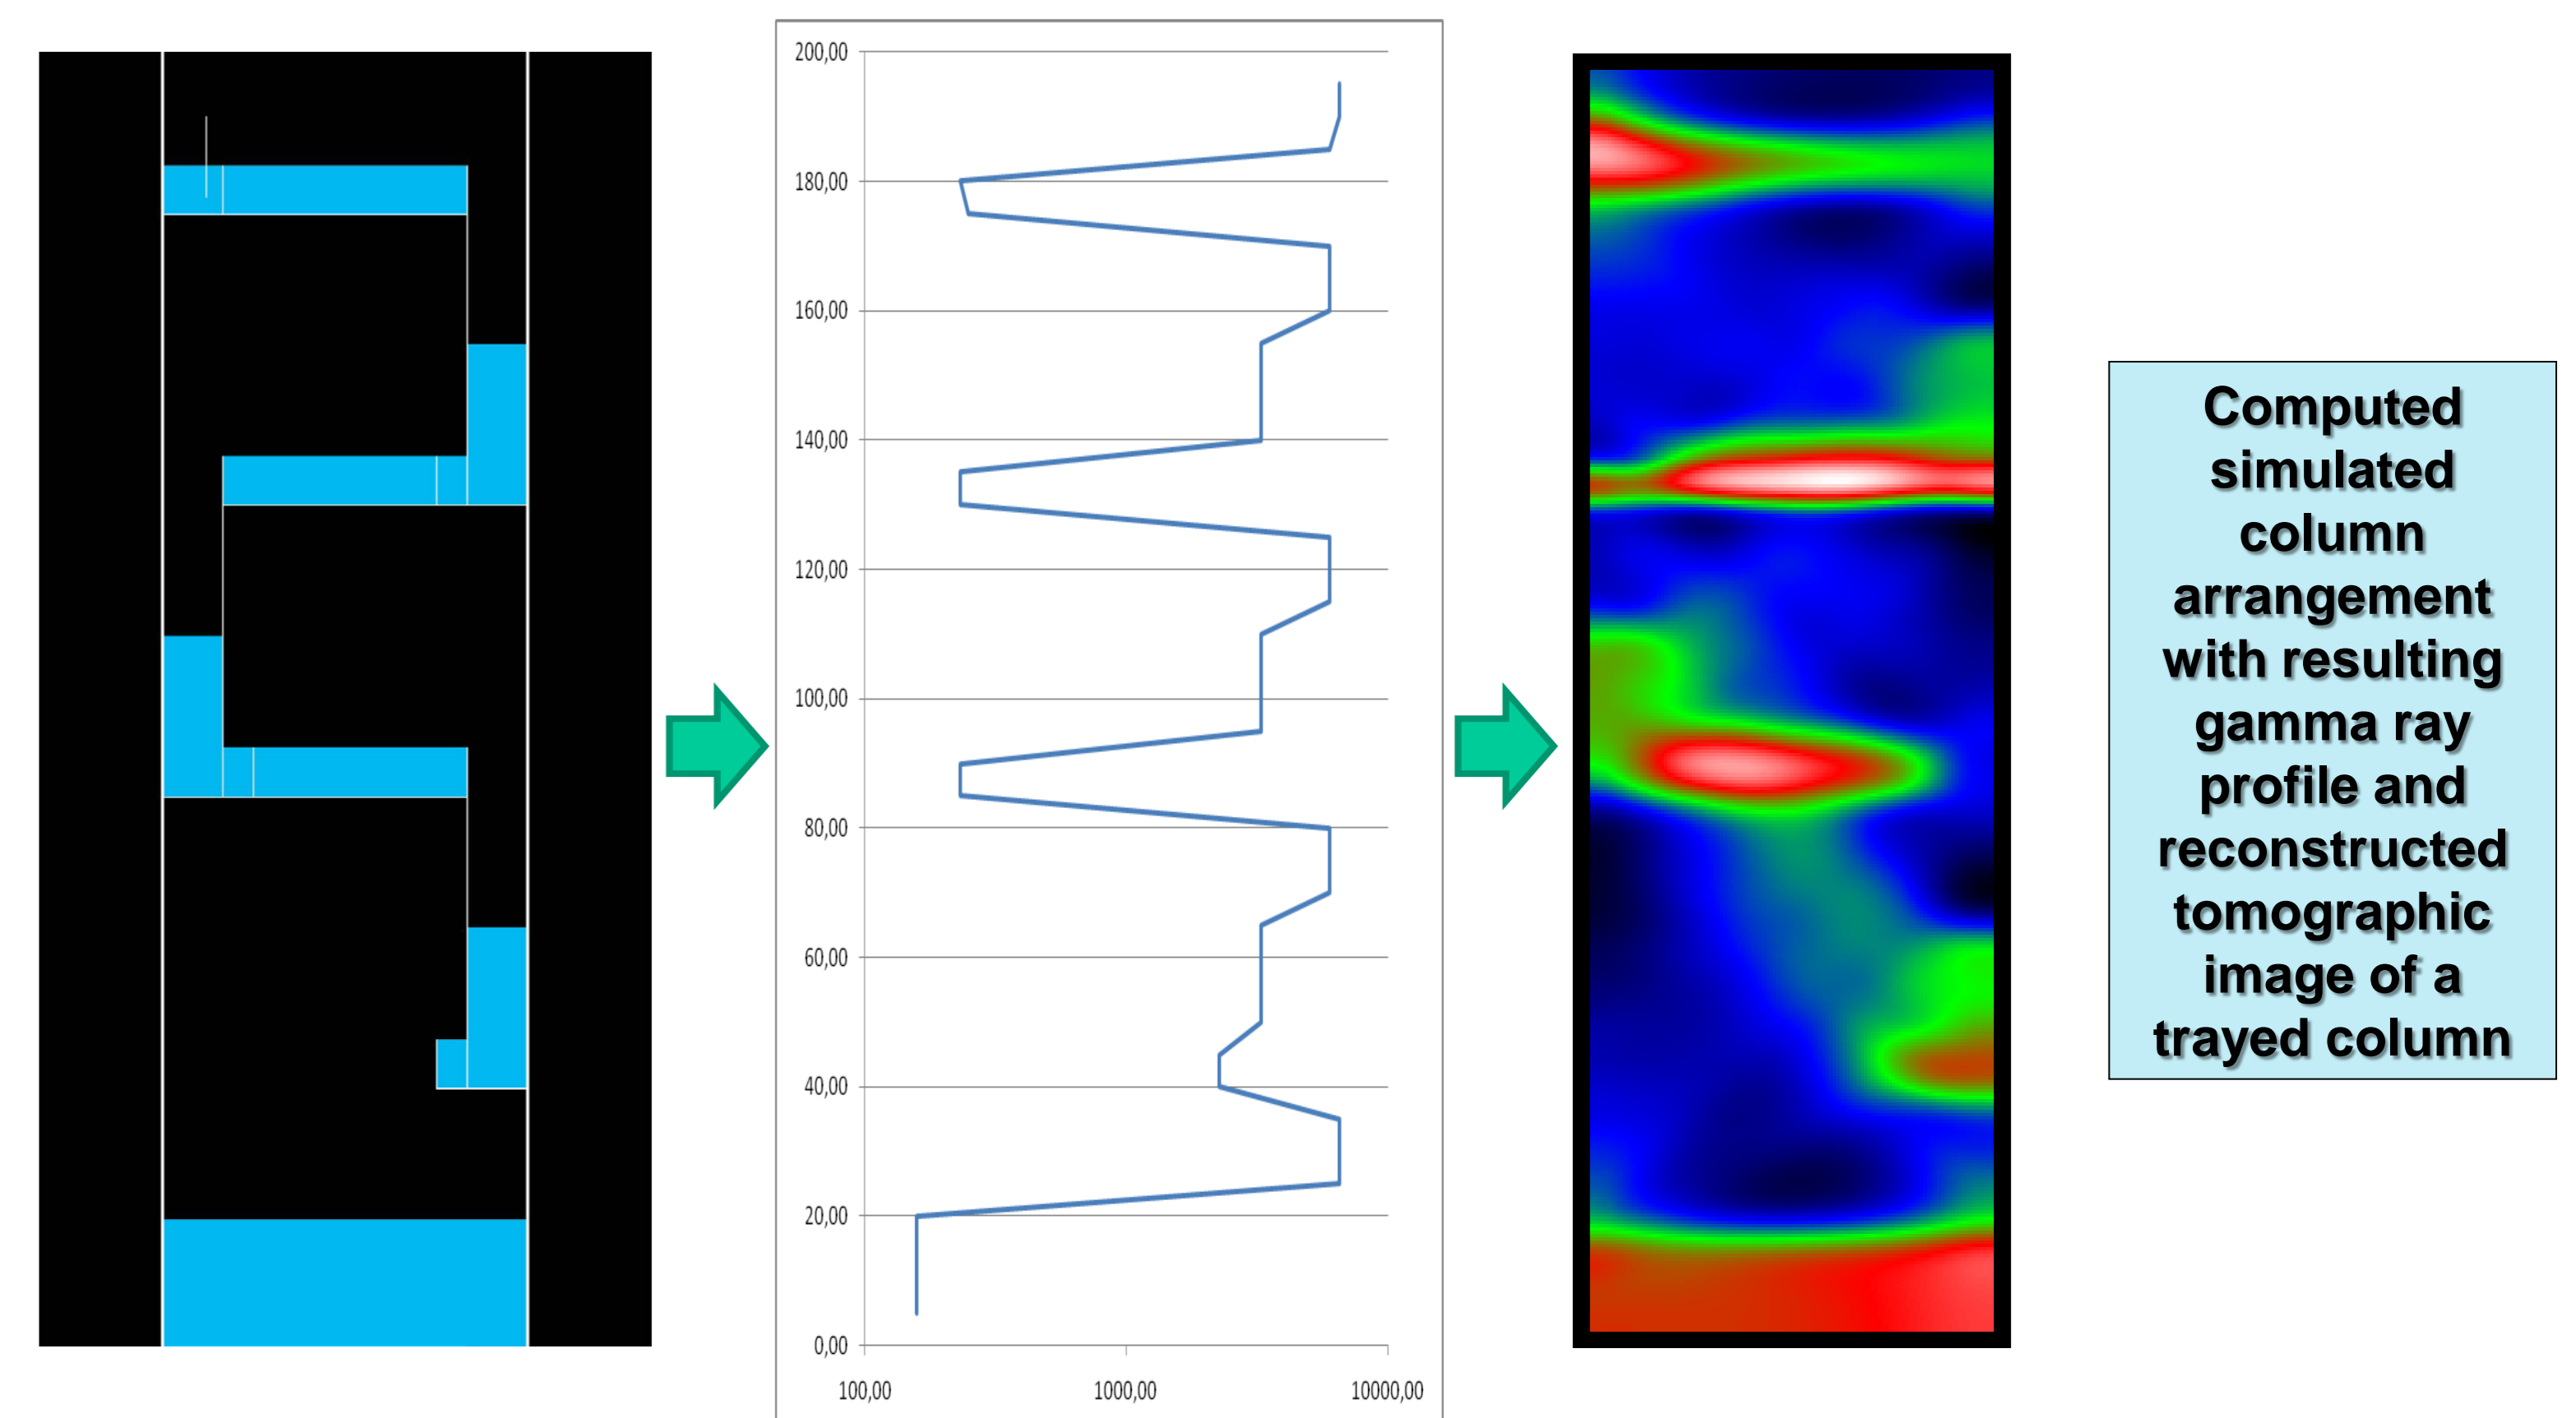 200,00
180,00
160,00
140,00
120,00
100,00
80,00
60,00
40,00
20,00
0,00
100,00 1000,00 10000,00
Computed
simulated
column
arrangement
with resulting
gamma ray
profile and
reconstructed
tomographic
image of a
trayed column